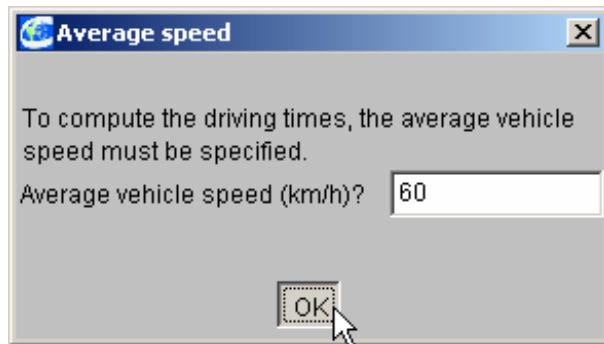 Average speed
To compute the driving times, the average vehicle
speed must be specified.
Average vehicle speed (km/h)? 60
OK